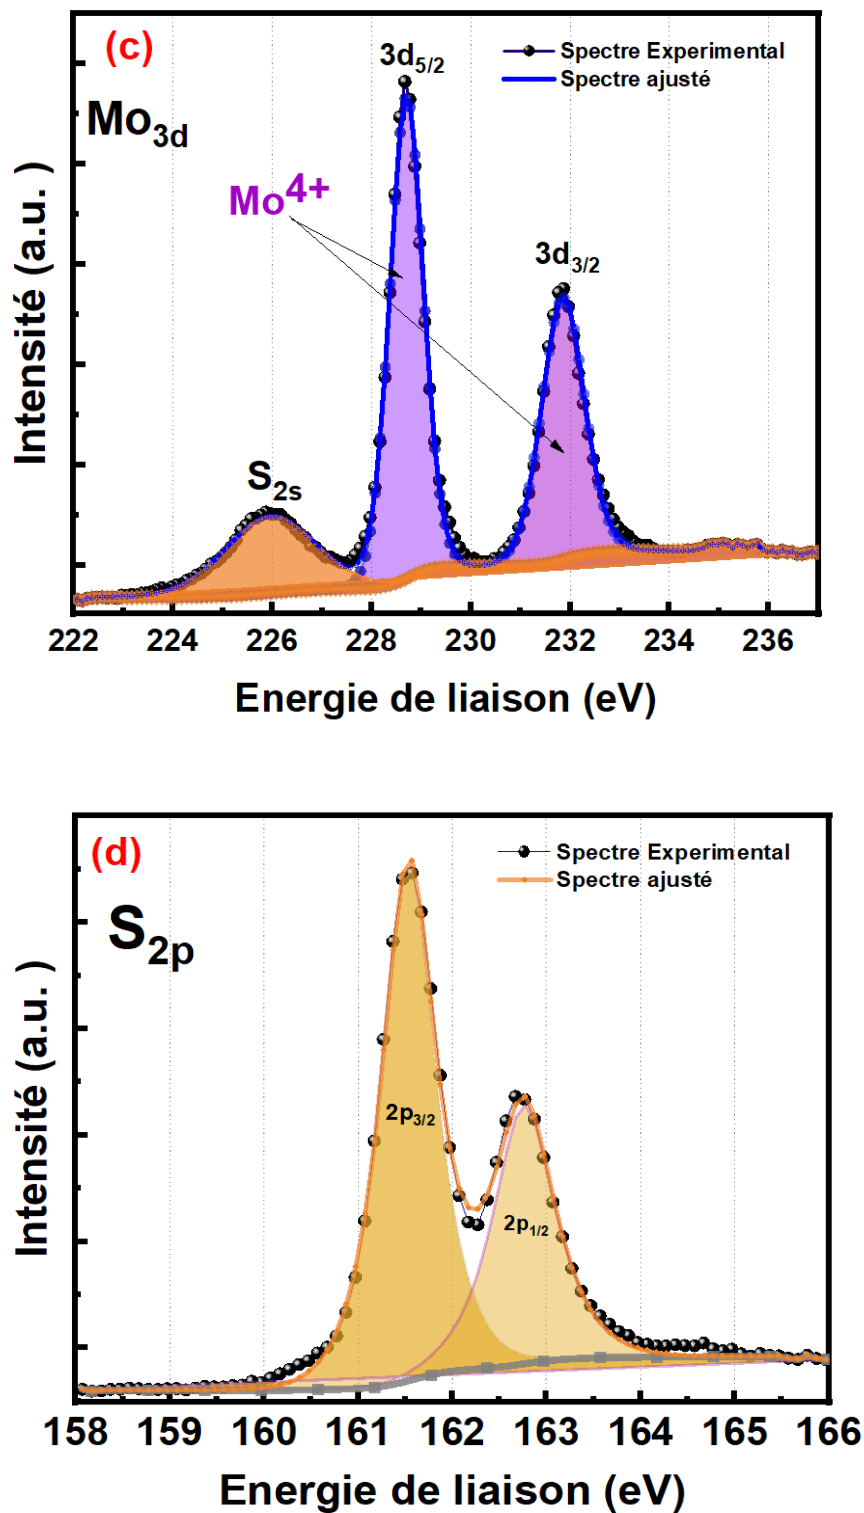 (c)
3d5/2
Spectre Experimental
Spectre ajusté
Mo3d
Mo4+
3d3/2
S2s
Intensité (a.u. )
222 224 226 228 230 232 234 236
Energie de liaison (eV)
(d)
Spectre Experimental
Spectre ajusté
S2p
2p3/2
2p1/2
Intensité (a.u. )
158 159 160 161 162 163 164 165 166
Energie de liaison (eV)